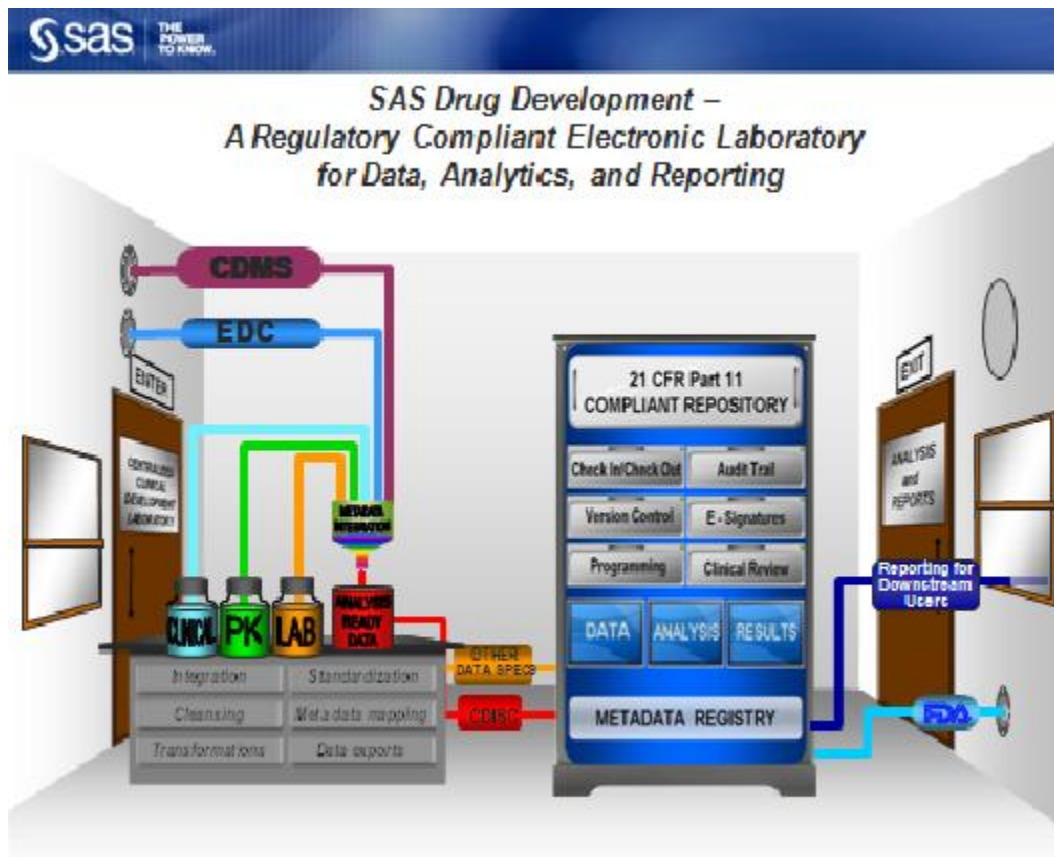 sas
THE
POWER
TO KNOW.
SAS Drug Development –
A Regulatory Compliant Electronic Laboratory
for Data, Analytics, and Reporting
CDMS
EDC
ENTER
EXIT
21 CFR Part 11
COMPLIANT REPOSITORY
CENTRALIZED
CLINICAL
DEVELOPMENT
LABORATORY
ANALYSIS
and
REPORTS
Check In/Check Out
Audit Trail
METADATA
INTEGRATION
Version Control
E - Signatures
Programming
Clinical Review
Reporting for
Downstream
Users
CLINICAL
PK
LAB
ANALYSIS
READY
DATA
DATA
ANALYSIS
RESULTS
OTHER
DATA SPECS
Integration
Standardization
Cleansing
Metadata mapping
CDISC
METADATA REGISTRY
FDA
Transformations
Data exports